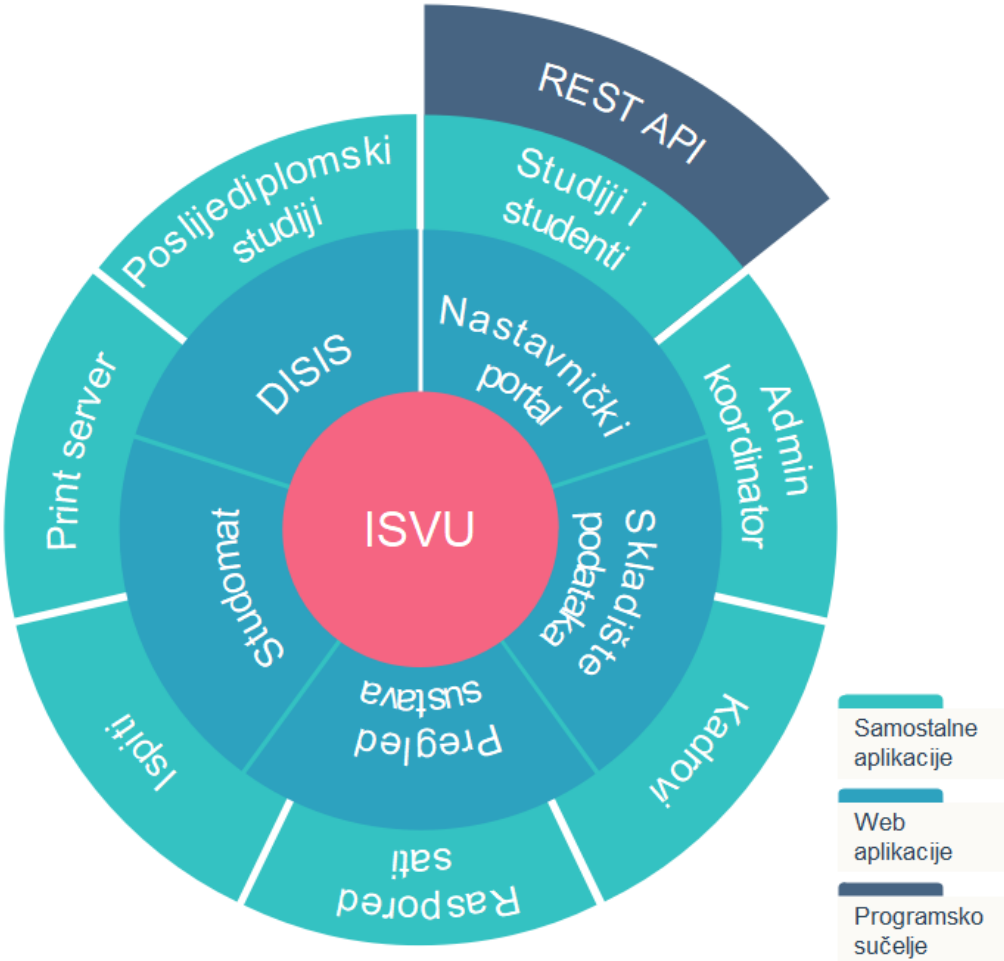 REST API
Studiji i
studenti
Admin
koordinator
Kadrovi
Raspored
sati
Ispiti
Print server
Poslijediplomski
studiji
Nastavnički
portal
Skladište
podataka
Pregled
sustava
Studomat
DISIS
ISVU
Samostalne
aplikacije
Web
aplikacije
Programsko
sučelje